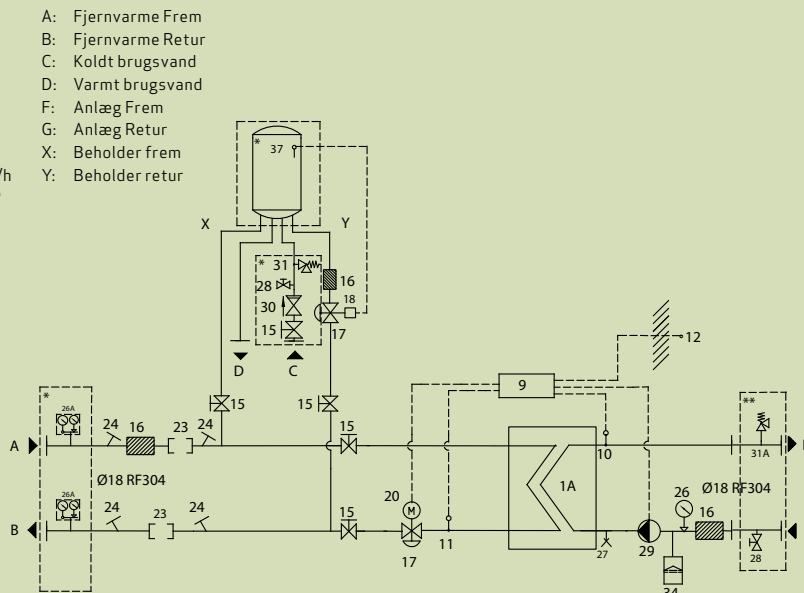 A: Fjernvarme Frem
B: Fjernvarme Retur
C: Koldt brugsvand
D: Varmt brugsvand
F: Anlæg Frem
G: Anlæg Retur
X: Beholder frem
/h Y: Beholder retur
* 37
X Y
* 31 16
28 18
30
15 17
12
D C
9
* **
26A 24 16 23 24 15 15 15
A 10 31A
Ø18 RF304 1A Ø18 RF304
26A 24 23 24 15 20 M 26 16
B 11 27 29 28
17
34